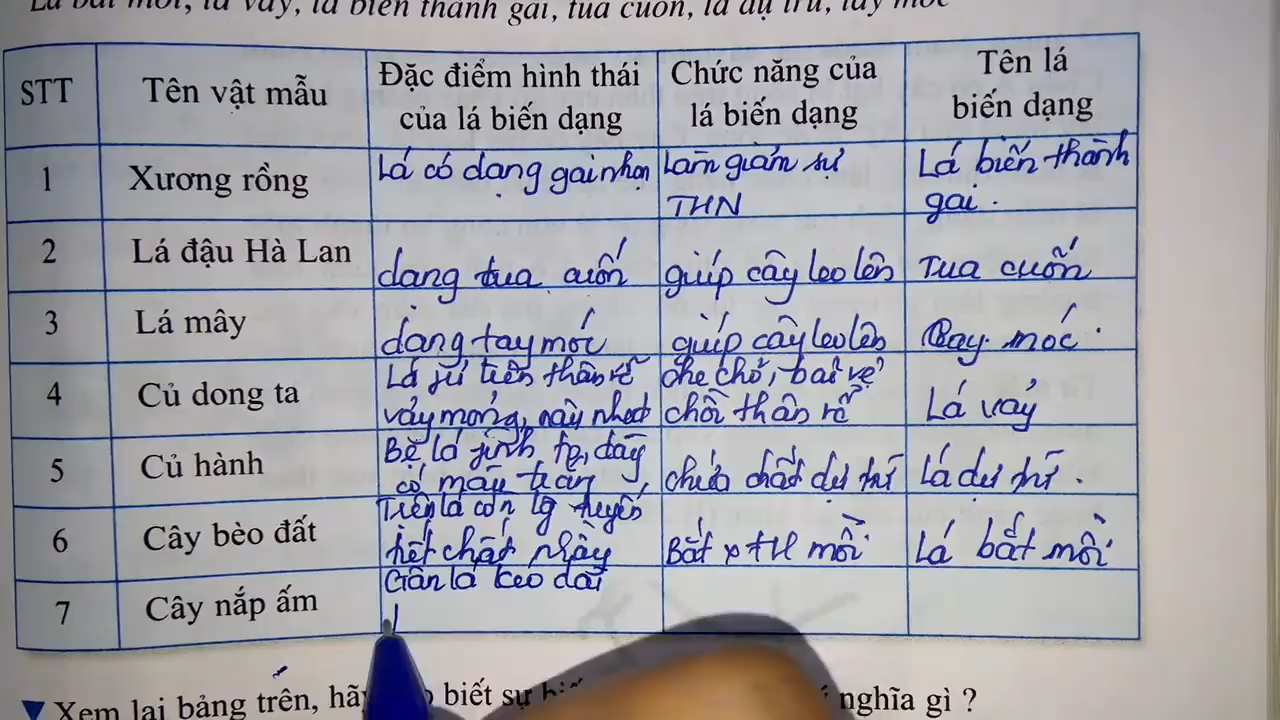 Lá bắt mồi, lá vảy, lá biến thành gai, tua cuốn, lá dự trữ, tay móc
STT
Tên vật mẫu
Đặc điểm hình thái
của lá biến dạng
Chức năng của
lá biến dạng
Tên lá
biến dạng
1
Xương rồng
Lá có dạng gai nhọn
Làm giảm sự
THN
Lá biến thành
gai.
2
Lá đậu Hà Lan
dạng tua cuốn
giúp cây leo lên
Tua cuốn
3
Lá mây
dạng tay móc
giúp cây leo lên
Tay móc.
4
Củ dong ta
Lá trên thân rễ
vảy mỏng, nâu nhạt
che chở, bảo vệ
chồi thân rễ
Lá vảy
5
Củ hành
Bẹ lá phình to, dày
có màu trắng
chứa chất dự trữ
Lá dự trữ.
6
Cây bèo đất
Trên lá có lg tuyến
tiết chất nhày
Bắt x tH mồi
Lá bắt mồi
7
Cây nắp ấm
Gân lá kéo dài
Xem lại bảng trên, biết sự nghĩa gì ?